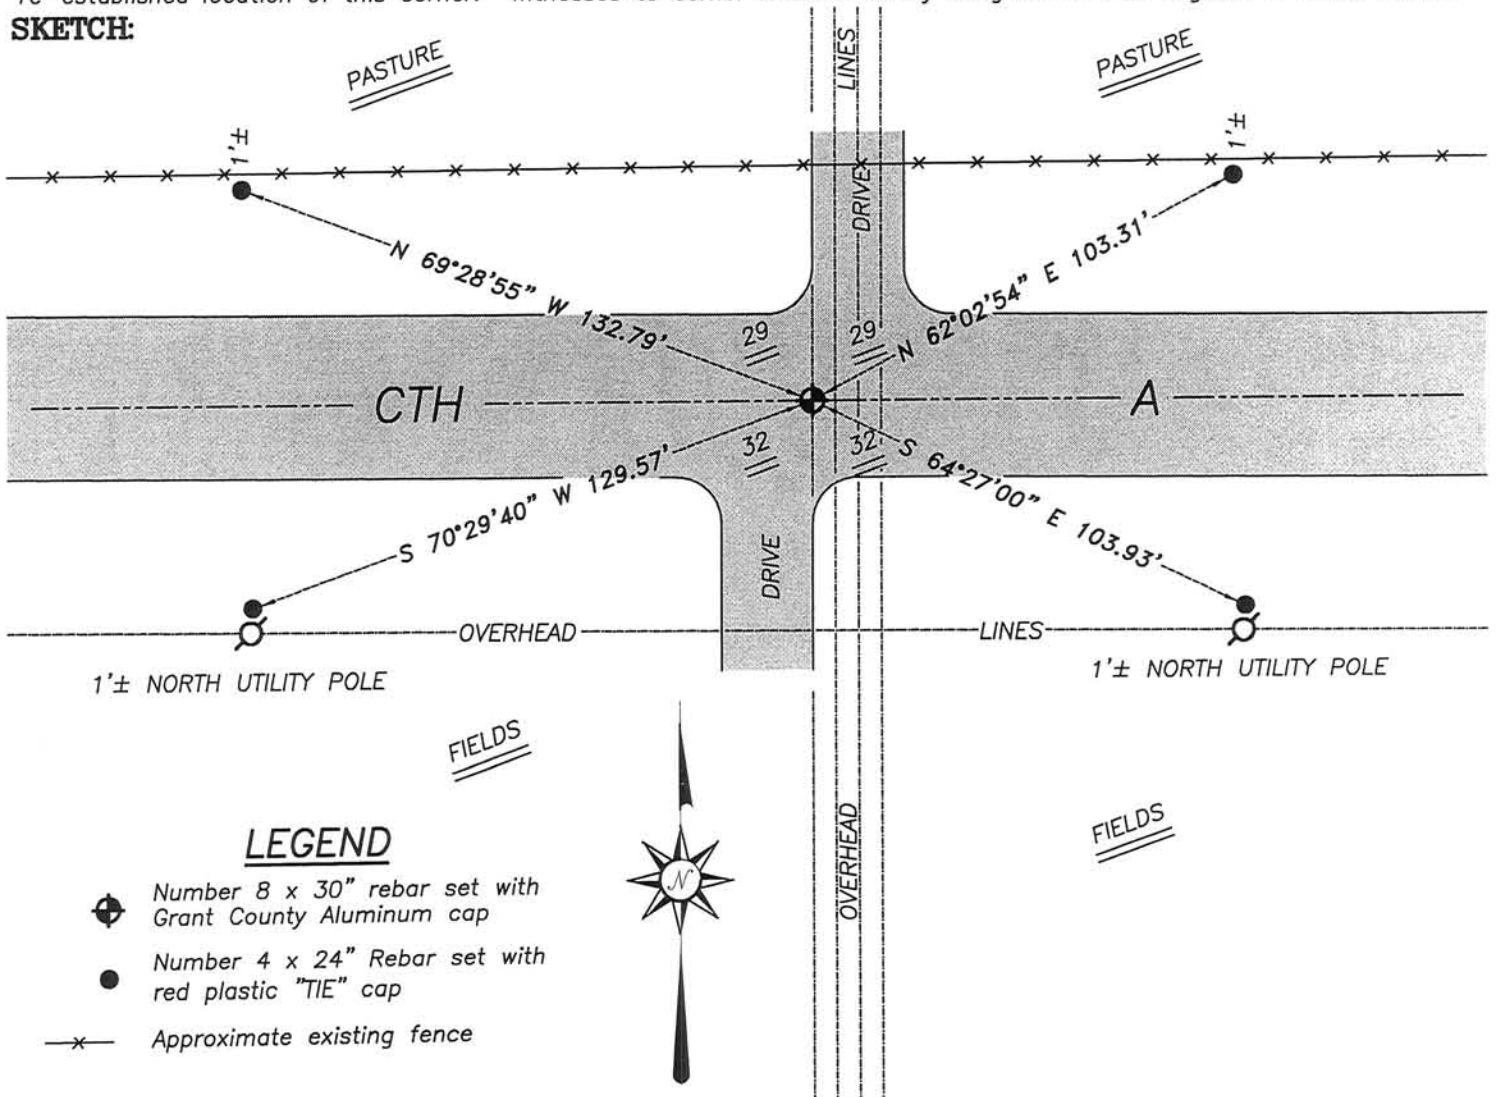 SKETCH:
PASTURE
LINES
PASTURE
1'±
1'±
DRIVE
N 69°28'55" W 132.79'
N 62°02'54" E 103.31'
29
29
CTH
A
32
32
S 70°29'40" W 129.57'
S 64°27'00" E 103.93'
DRIVE
OVERHEAD
LINES
1'± NORTH UTILITY POLE
1'± NORTH UTILITY POLE
FIELDS
OVERHEAD
FIELDS
LEGEND
Number 8 x 30" rebar set with
Grant County Aluminum cap
N
Number 4 x 24" Rebar set with
red plastic "TIE" cap
Approximate existing fence